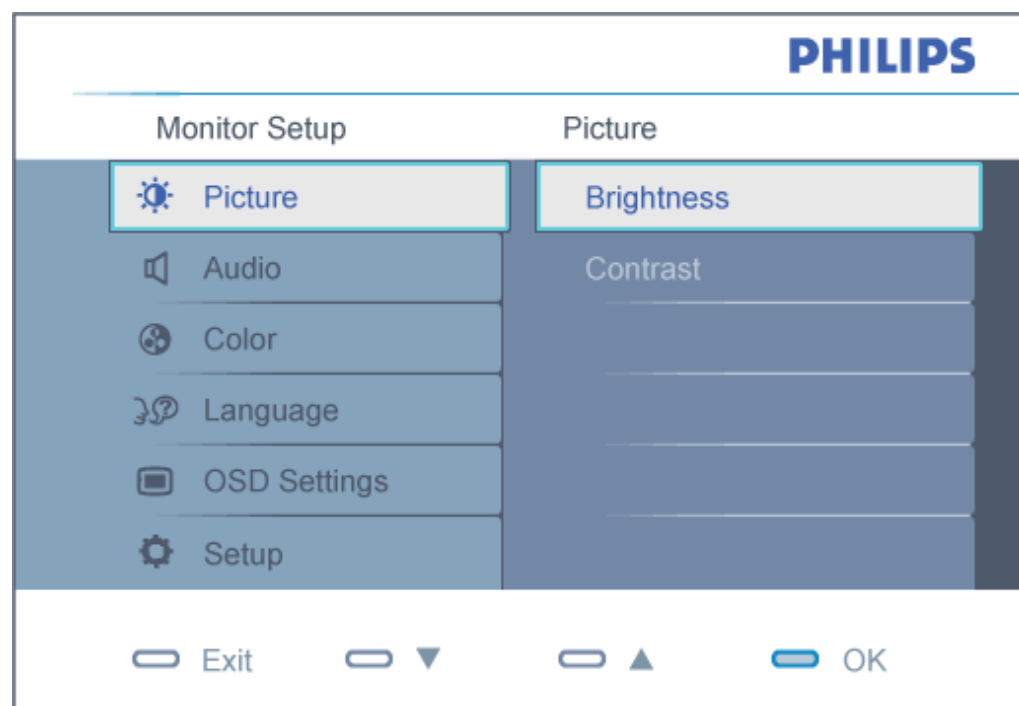 PHILIPS
Monitor Setup
Picture
Picture
Brightness
Audio
Contrast
Color
Language
OSD Settings
Setup
Exit ▼ ▲ OK